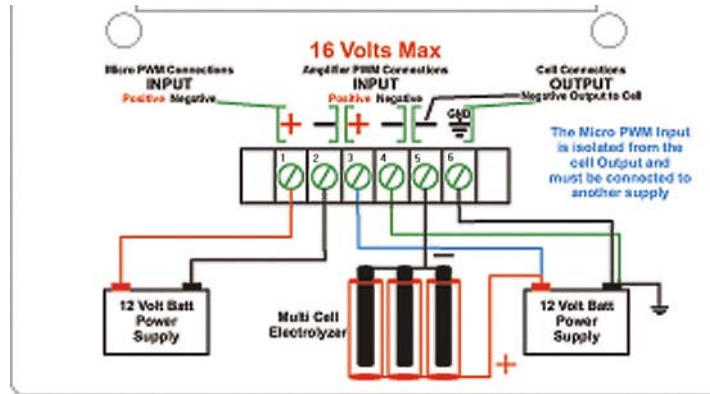 16 Volts Max
Micro PWM Connections
INPUT
Positive Negative
Amplifier PWM Connections
INPUT
Positive Negative
Cell Connections
OUTPUT
Negative Output to Cell
+ − + − − GND
1 2 3 4 5 6
The Micro PWM Input
is isolated from the
cell Output and
must be connected to
another supply
12 Volt Batt
Power
Supply
Multi Cell
Electrolyzer
−
+
12 Volt Batt
Power
Supply